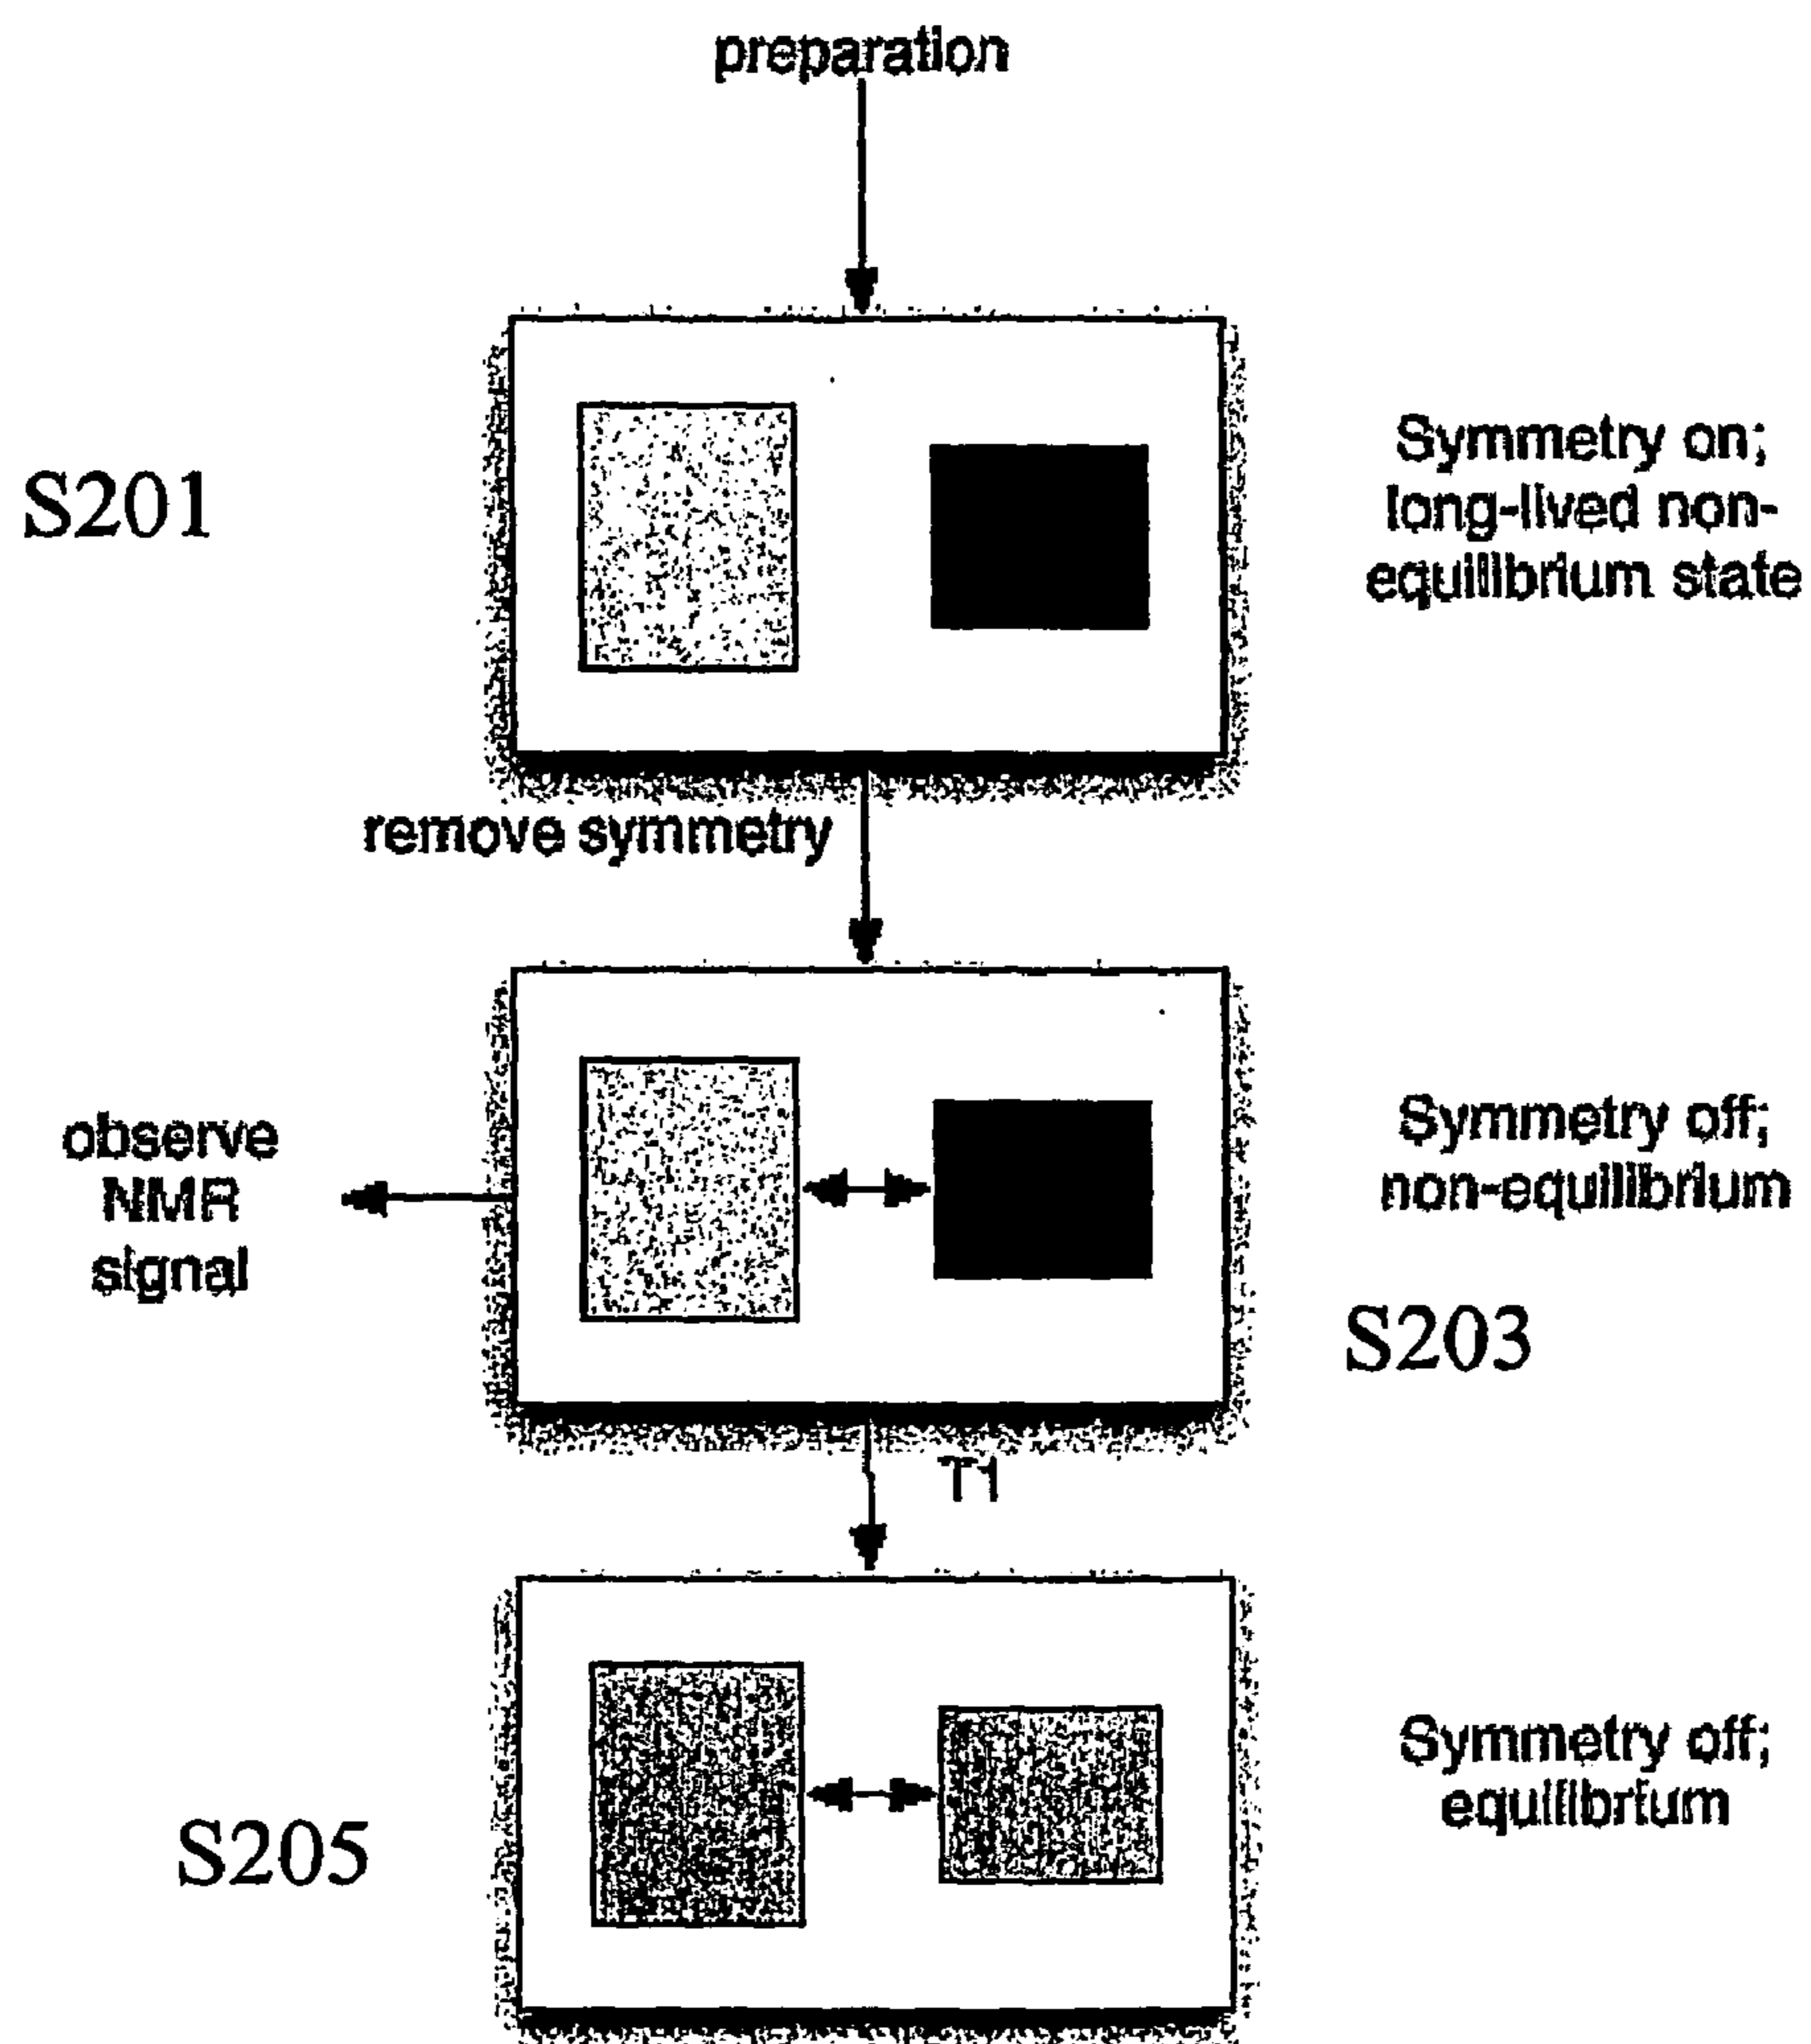 preparation
S201
Symmetry on;
long-lived non-
equilibrium state
remove symmetry
observe
NMR
signal
Symmetry off;
non-equilibrium
S203
T1
Symmetry off;
equilibrium
S205